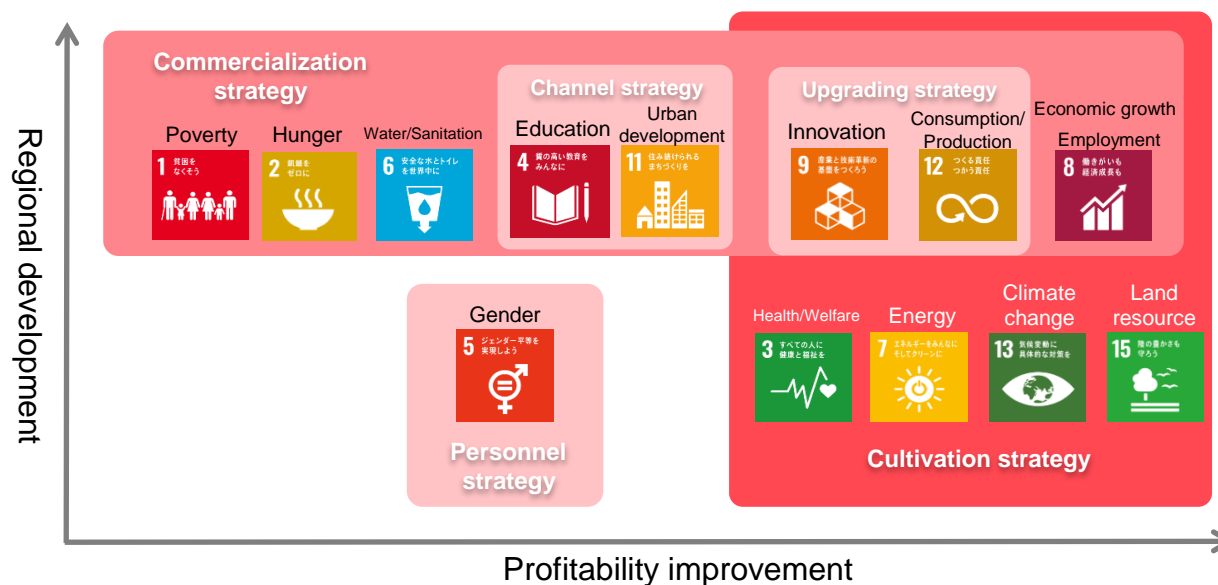 Regional development
Commercialization
strategy
Channel strategy
Upgrading strategy
Poverty
Hunger
Water/Sanitation
Education
Urban
development
Innovation
Consumption/
Production
Economic growth
Employment
1 貧困を
なくそう
2 飢餓を
ゼロに
6 安全な水とトイレ
を世界中に
4 質の高い教育を
みんなに
11 住み続けられる
まちづくりを
9 産業と技術革新の
基盤をつくろう
12 つくる責任
つかう責任
8 働きがいも
経済成長も
Gender
5 ジェンダー平等を
実現しよう
Personnel
strategy
Health/Welfare
Energy
Climate
change
Land
resource
3 すべての人に
健康と福祉を
7 エネルギーをみんなに
そしてクリーンに
13 気候変動に
具体的な対策を
15 陸の豊かさも
守ろう
Cultivation strategy
Profitability improvement